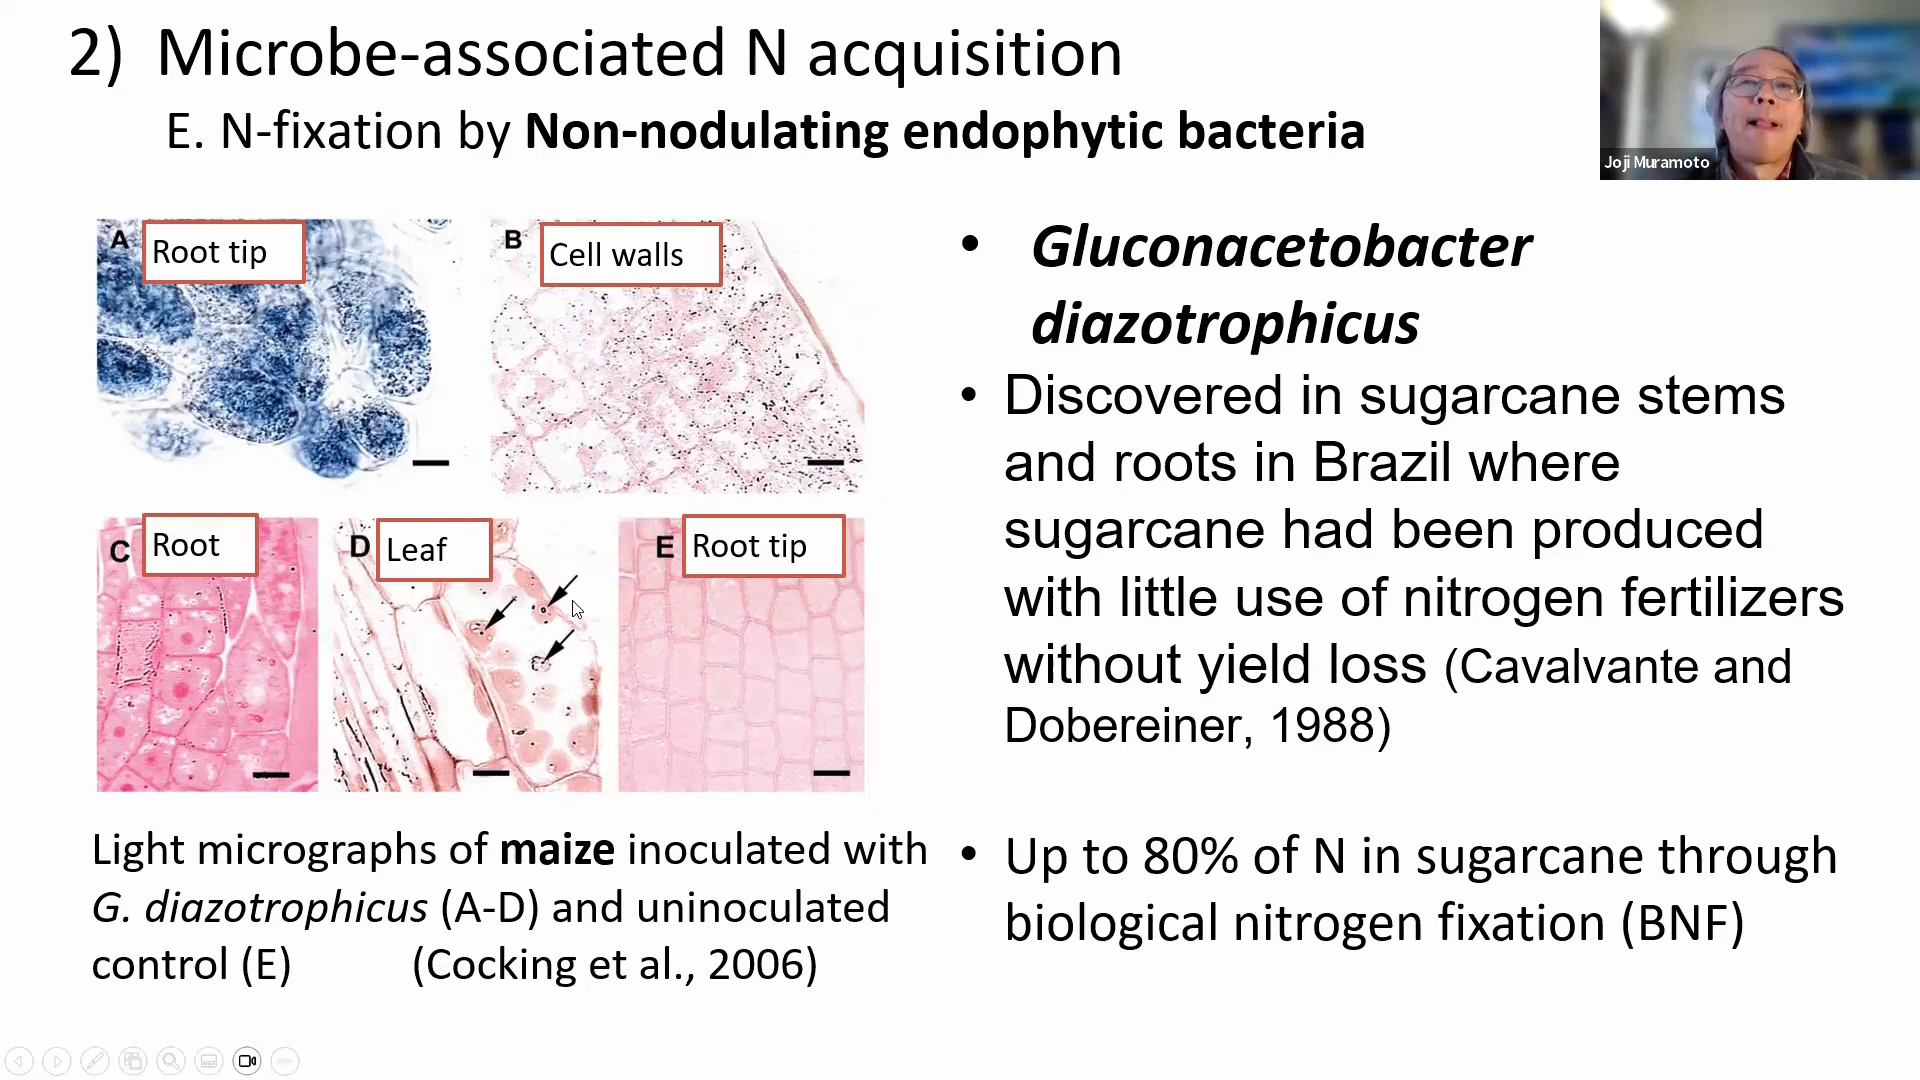 2) Microbe-associated N acquisition
E. N-fixation by Non-nodulating endophytic bacteria
Joji Muramoto
A Root tip
B Cell walls
C Root
D Leaf
E Root tip
Light micrographs of maize inoculated with
G. diazotrophicus (A-D) and uninoculated
control (E) (Cocking et al., 2006)
• Gluconacetobacter
diazotrophicus
• Discovered in sugarcane stems
and roots in Brazil where
sugarcane had been produced
with little use of nitrogen fertilizers
without yield loss (Cavalvante and
Dobereiner, 1988)
• Up to 80% of N in sugarcane through
biological nitrogen fixation (BNF)